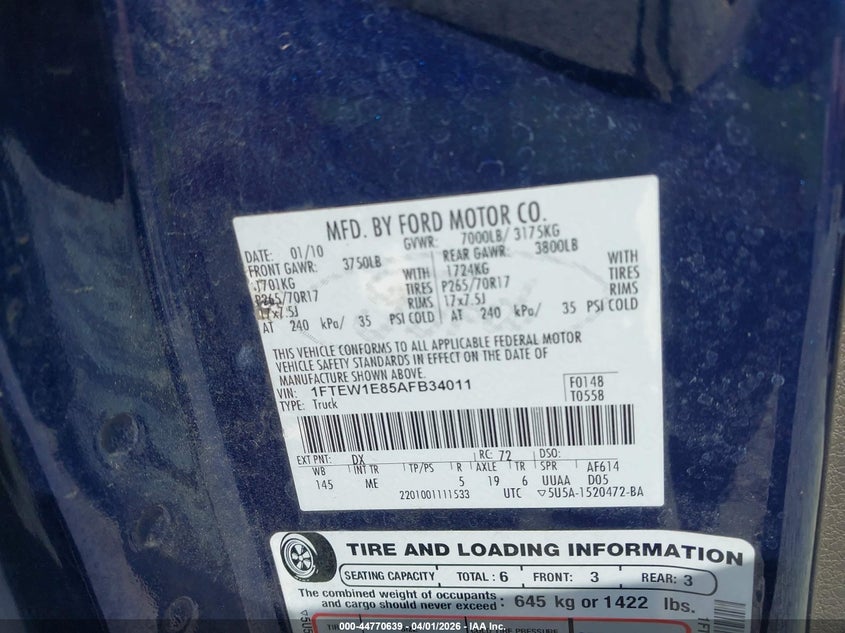 MFD. BY FORD MOTOR CO.
DATE: 01/10 GVWR: 7000LB/ 3175KG
FRONT GAWR: 3750LB REAR GAWR: 3800LB
1701KG WITH 1724KG WITH
P265/70R17 TIRES P265/70R17 TIRES
17x7.5J RIMS 17x7.5J RIMS
AT 240 kPa/ 35 PSI COLD AT 240 kPa/ 35 PSI COLD
THIS VEHICLE CONFORMS TO ALL APPLICABLE FEDERAL MOTOR
VEHICLE SAFETY STANDARDS IN EFFECT ON THE DATE OF
MANUFACTURE SHOWN ABOVE.
VIN: 1FTEW1E85AFB34011 F0148
TYPE: Truck T0558
EXT PNT: DX RC: 72 DSO:
WB INT TR TP/PS R AXLE TR SPR AF614
145 ME 5 19 6 UUAA D05
2201001111533 UTC ▽5U5A-1520472-BA
TIRE AND LOADING INFORMATION
SEATING CAPACITY TOTAL: 6 FRONT: 3 REAR: 3
The combined weight of occupants
and cargo should never exceed: 645 kg or 1422 lbs.
000-44770639 - 04/01/2026 - IAA Inc.